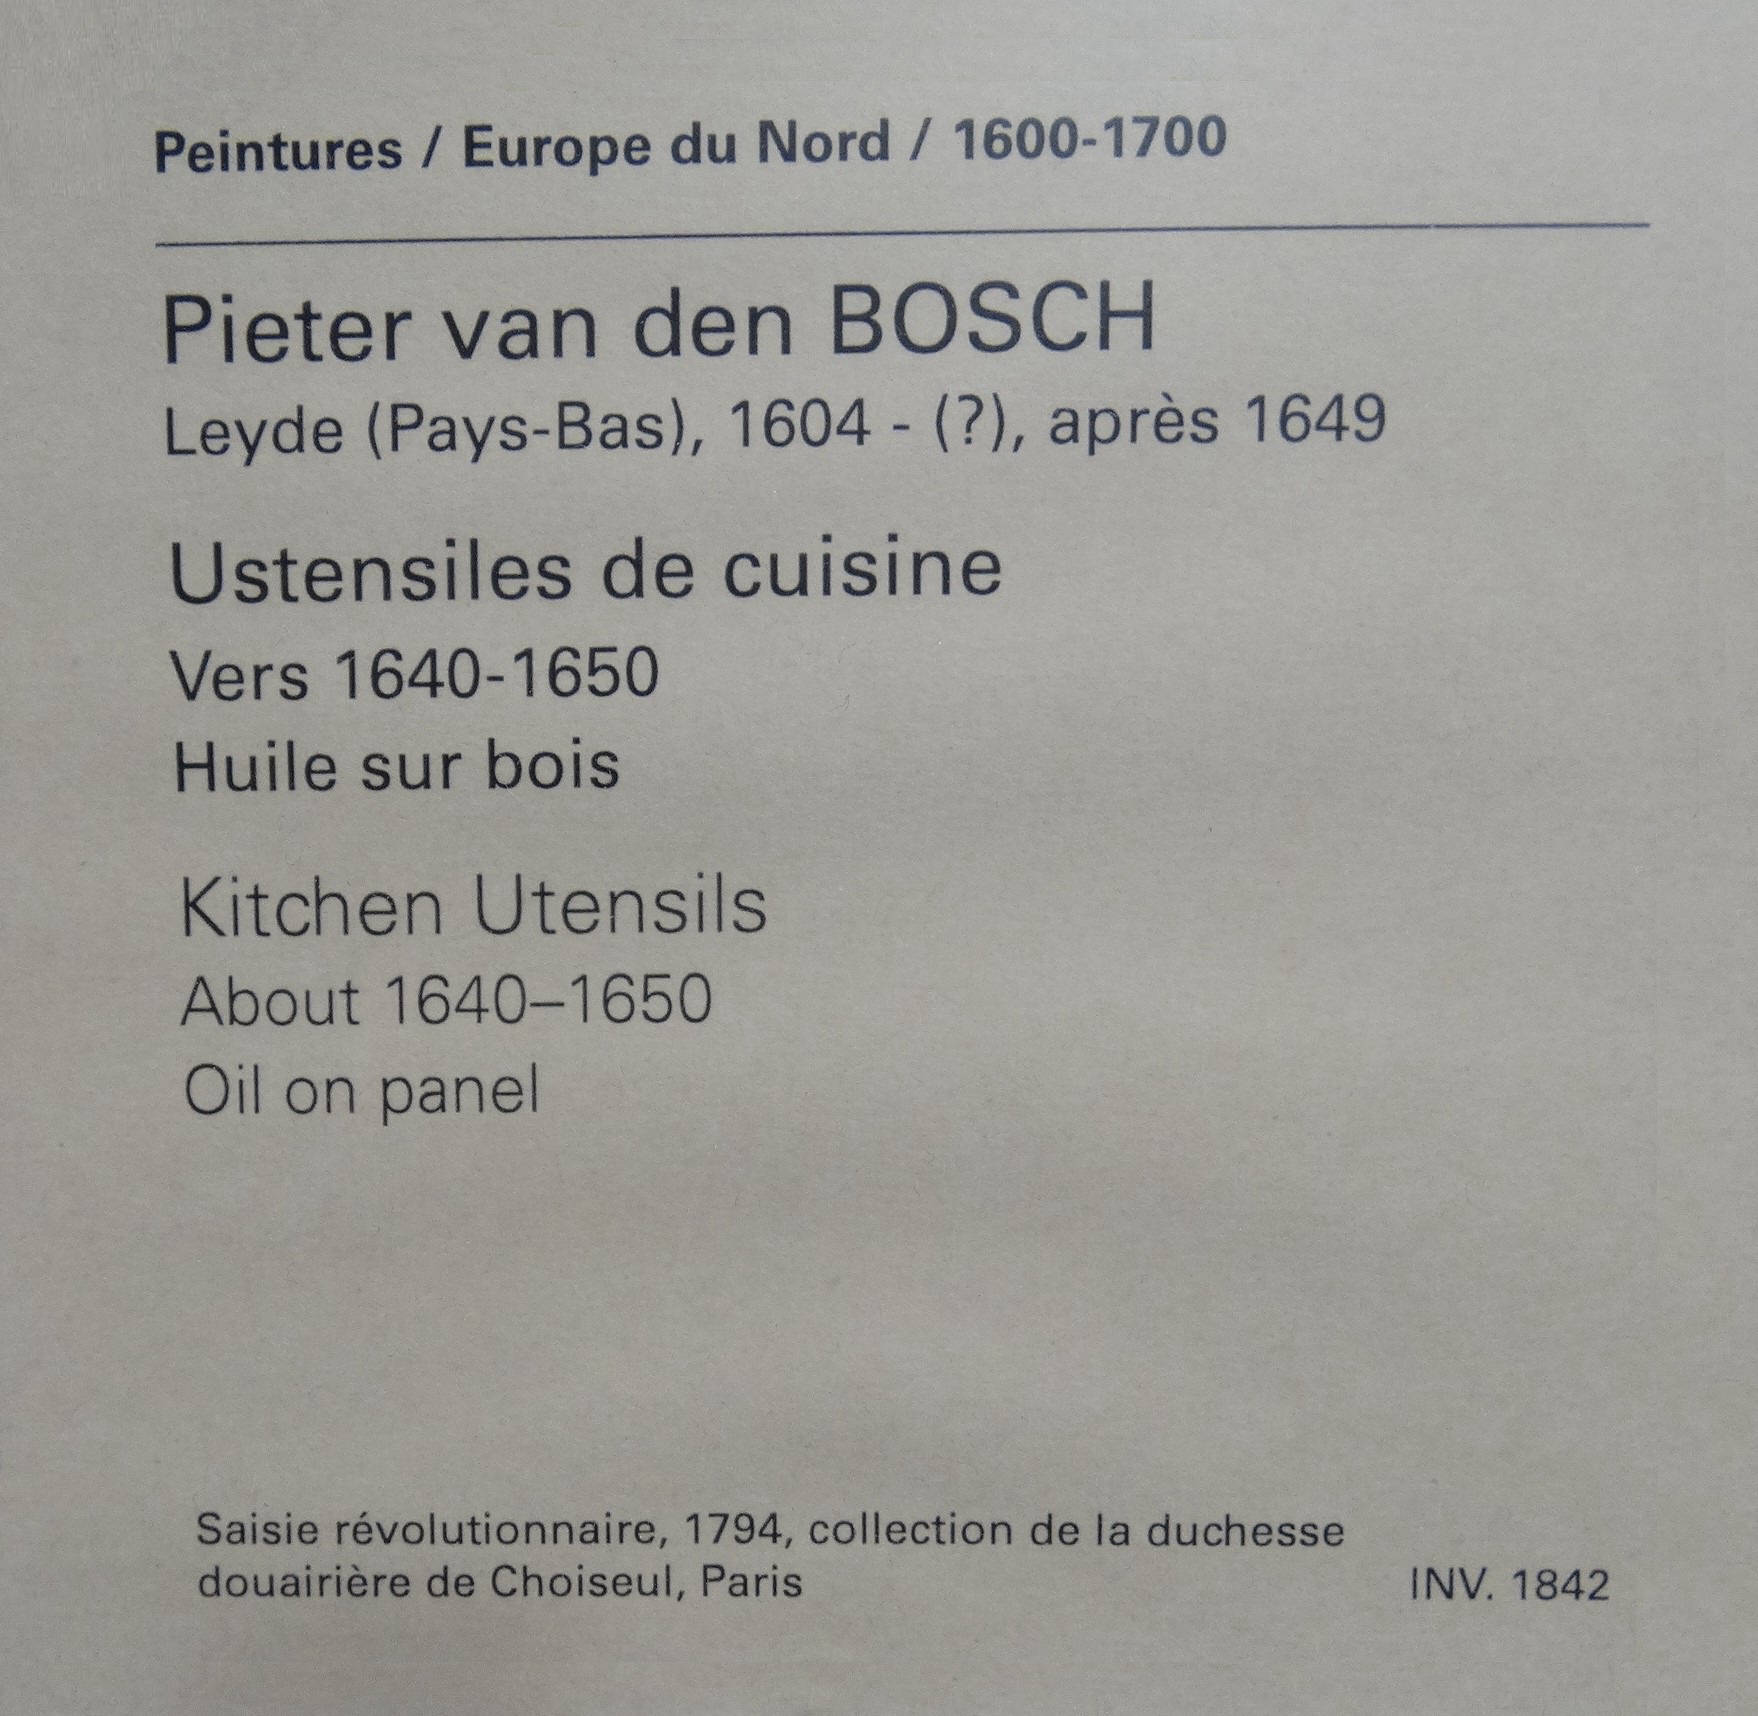 Peintures / Europe du Nord / 1600-1700
Pieter van den BOSCH
Leyde (Pays-Bas), 1604 - (?), après 1649
Ustensiles de cuisine
Vers 1640-1650
Huile sur bois
Kitchen Utensils
About 1640–1650
Oil on panel
Saisie révolutionnaire, 1794, collection de la duchesse
douairière de Choiseul, Paris
INV. 1842